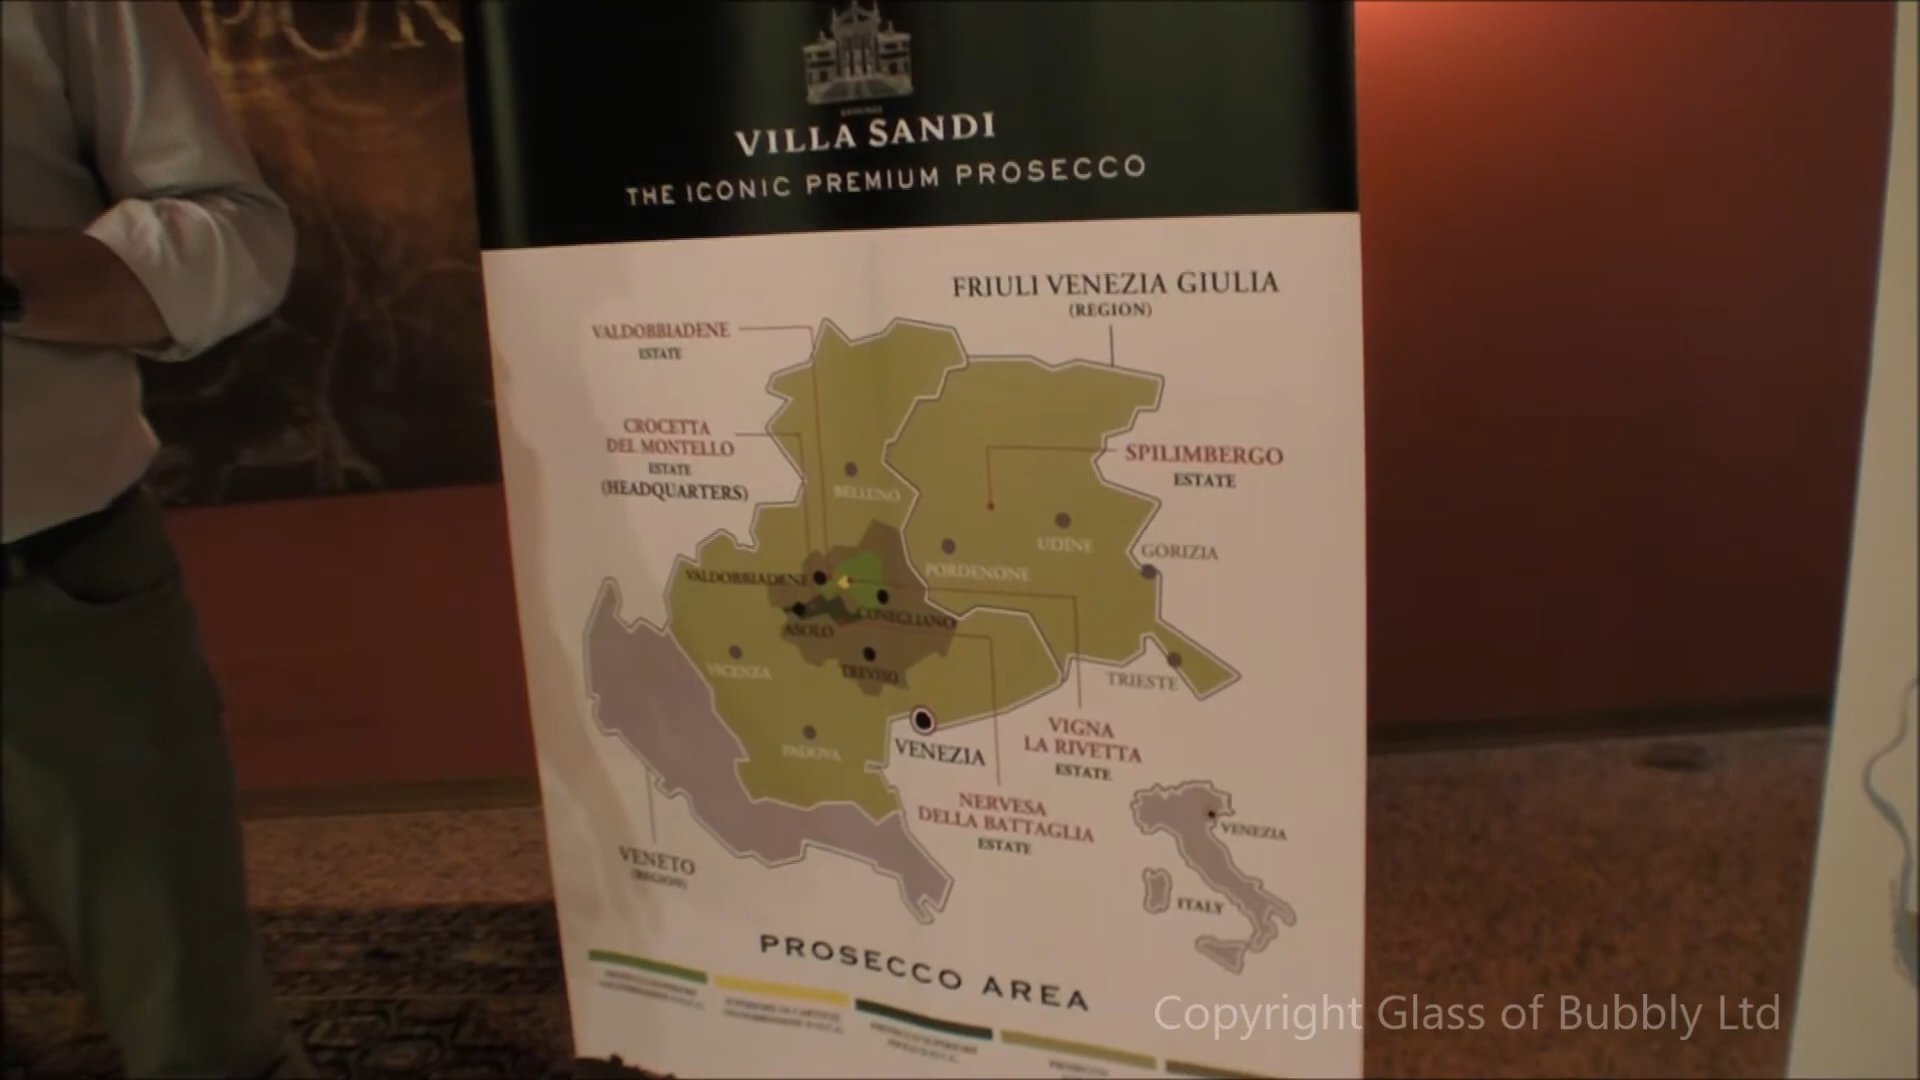 VILLA SANDI
THE ICONIC PREMIUM PROSECCO
FRIULI VENEZIA GIULIA
(REGION)
VALDOBBIADENE
ESTATE
CROCETTA
DEL MONTELLO
ESTATE
(HEADQUARTERS)
SPILIMBERGO
ESTATE
BELLUNO
UDINE
GORIZIA
PORDENONE
VALDOBBIADENE
CONEGLIANO
ASOLO
TREVISO
VICENZA
TRIESTE
PADOVA
VENEZIA
VIGNA
LA RIVETTA
ESTATE
NERVESA
DELLA BATTAGLIA
ESTATE
VENETO
(REGION)
VENEZIA
ITALY
PROSECCO AREA
Copyright Glass of Bubbly Ltd